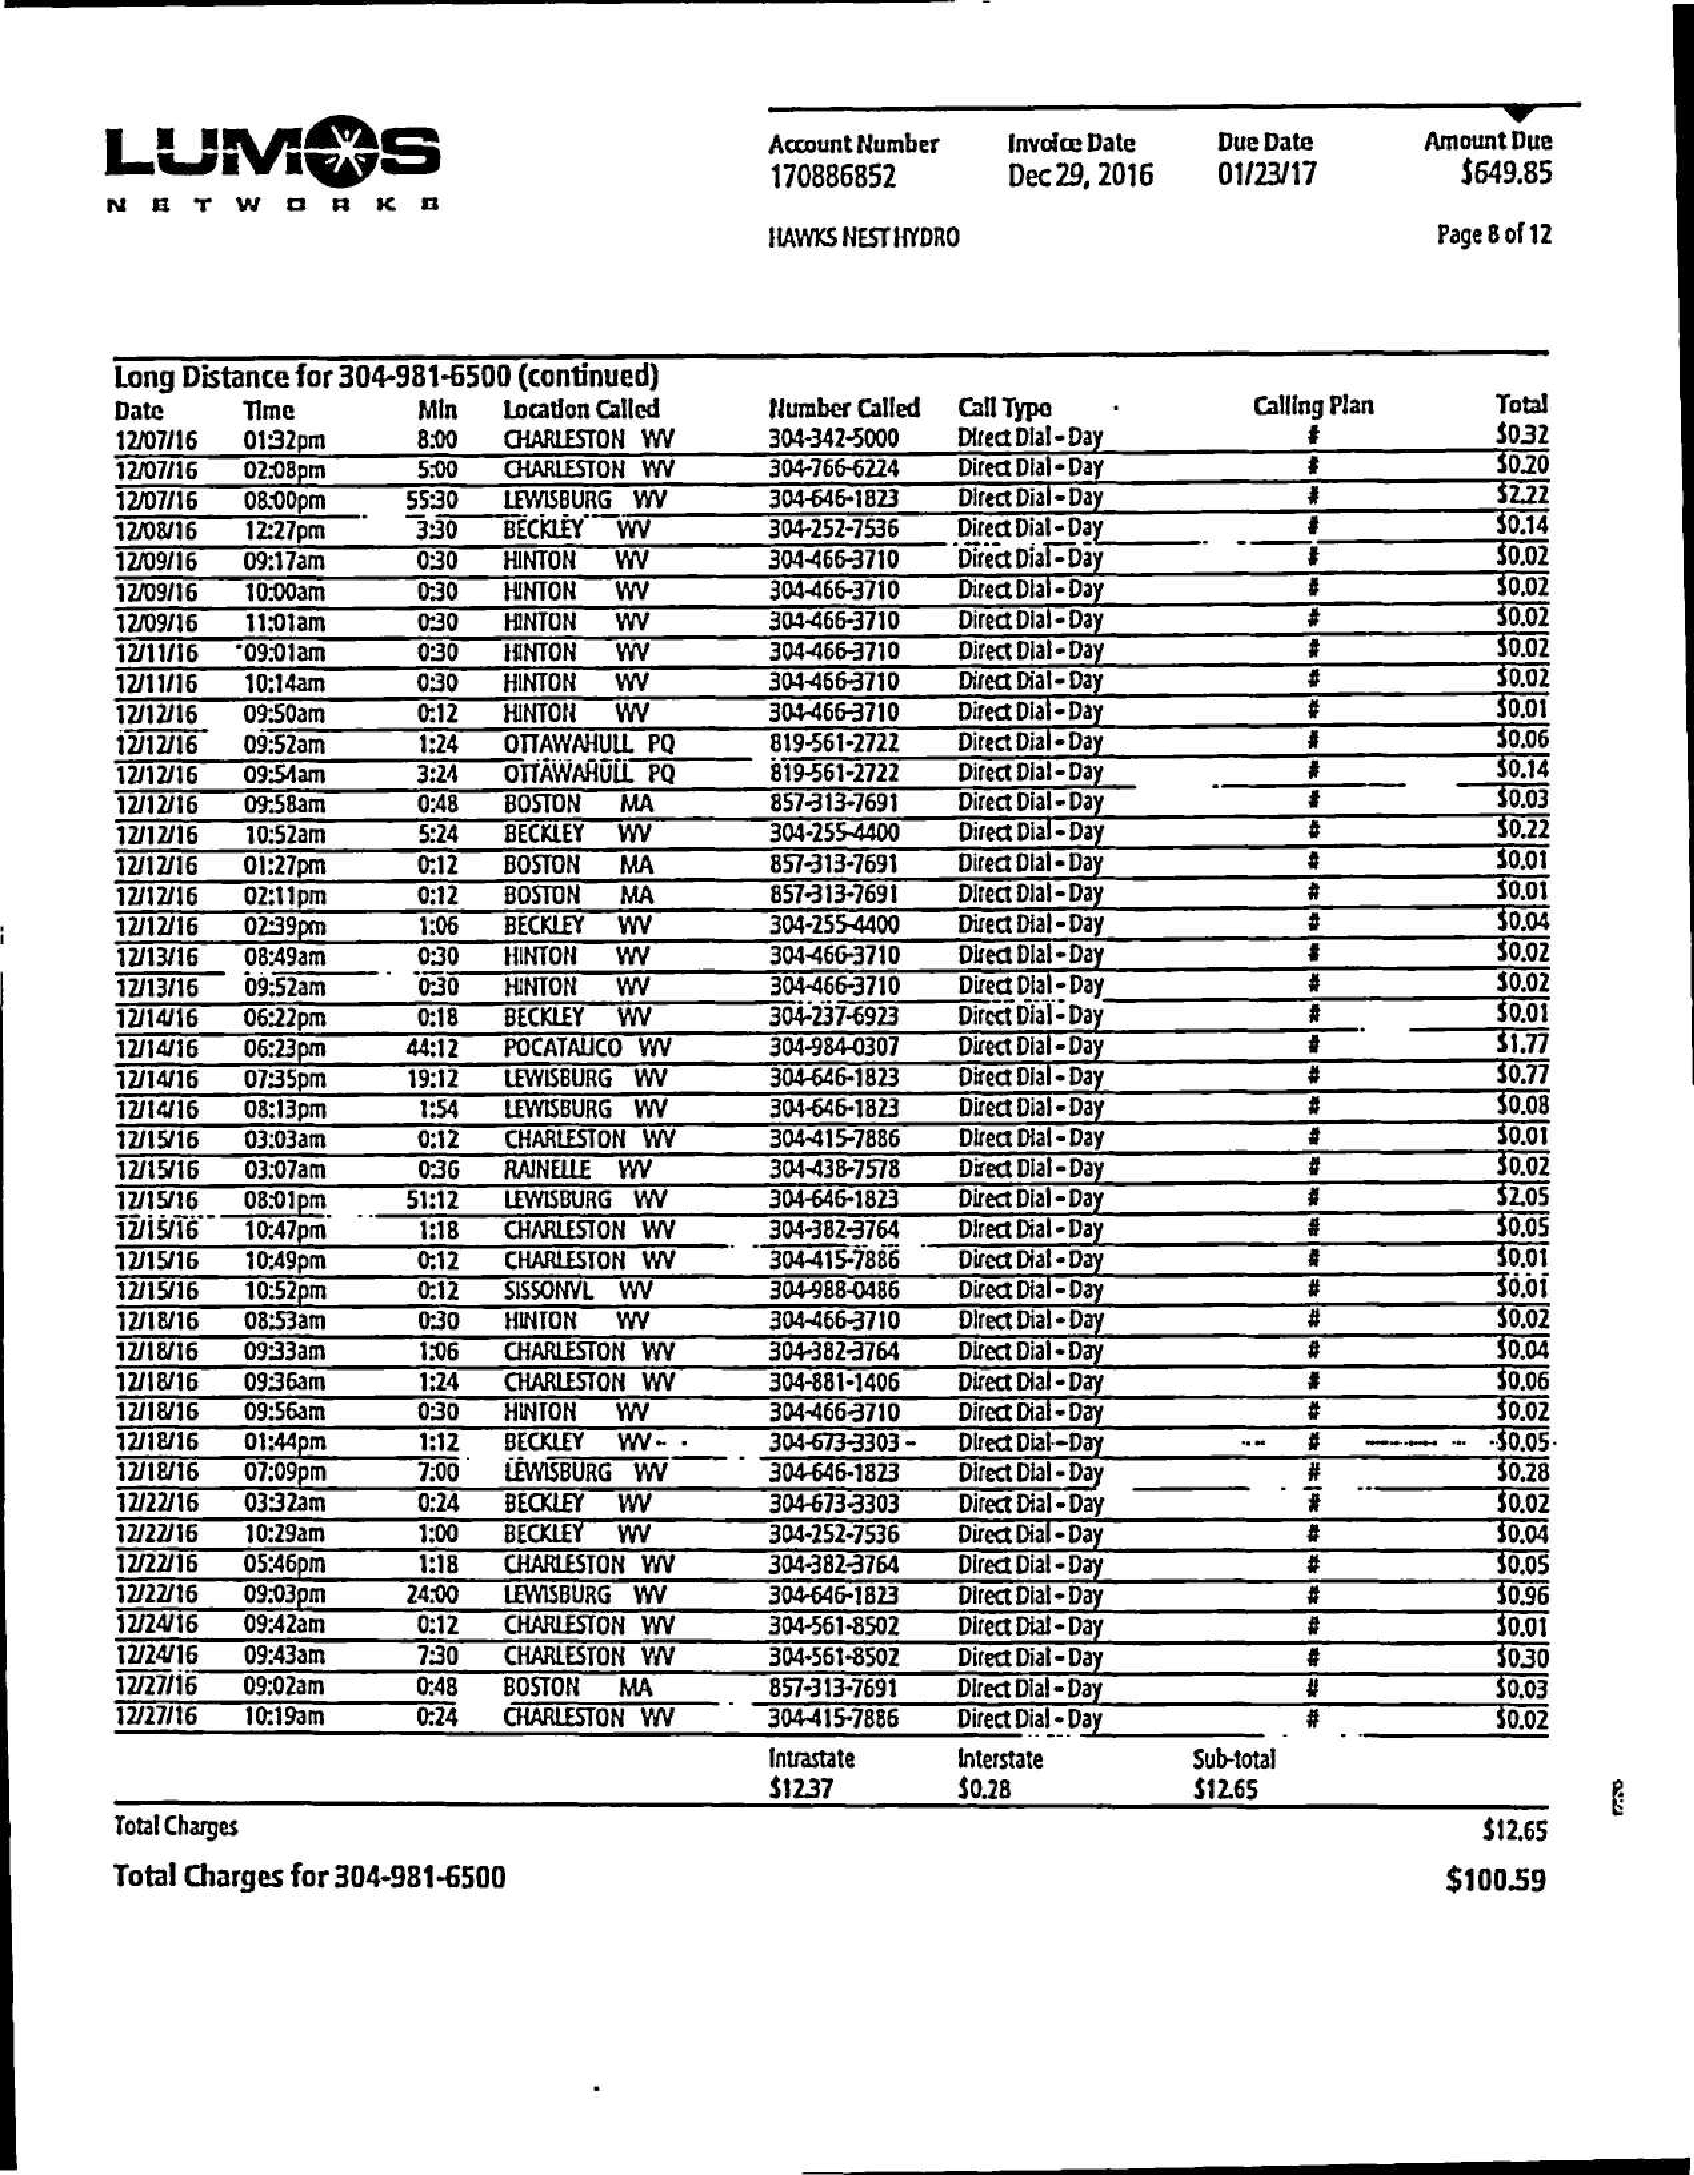 LUMOS
NETWORKS
Account Number Invoice Date Due Date Amount Due
170886852 Dec 29, 2016 01/23/17 $649.85
HAWKS NEST HYDRO Page 8 of 12
Long Distance for 304-981-6500 (continued)
Date Time Min Location Called Number Called Call Type Calling Plan Total
12/07/16 01:32pm 8:00 CHARLESTON WV 304-342-5000 Direct Dial - Day # $0.32
12/07/16 02:08pm 5:00 CHARLESTON WV 304-766-6224 Direct Dial - Day # $0.20
12/07/16 08:00pm 55:30 LEWISBURG WV 304-646-1823 Direct Dial - Day # $2.22
12/08/16 12:27pm 3:30 BECKLEY WV 304-252-7536 Direct Dial - Day # $0.14
12/09/16 09:17am 0:30 HINTON WV 304-466-3710 Direct Dial - Day # $0.02
12/09/16 10:00am 0:30 HINTON WV 304-466-3710 Direct Dial - Day # $0.02
12/09/16 11:01am 0:30 HINTON WV 304-466-3710 Direct Dial - Day # $0.02
12/11/16 09:01am 0:30 HINTON WV 304-466-3710 Direct Dial - Day # $0.02
12/11/16 10:14am 0:30 HINTON WV 304-466-3710 Direct Dial - Day # $0.02
12/12/16 09:50am 0:12 HINTON WV 304-466-3710 Direct Dial - Day # $0.01
12/12/16 09:52am 1:24 OTTAWAHULL PQ 819-561-2722 Direct Dial - Day # $0.06
12/12/16 09:54am 3:24 OTTAWAHULL PQ 819-561-2722 Direct Dial - Day # $0.14
12/12/16 09:58am 0:48 BOSTON MA 857-313-7691 Direct Dial - Day # $0.03
12/12/16 10:52am 5:24 BECKLEY WV 304-255-4400 Direct Dial - Day # $0.22
12/12/16 01:27pm 0:12 BOSTON MA 857-313-7691 Direct Dial - Day # $0.01
12/12/16 02:11pm 0:12 BOSTON MA 857-313-7691 Direct Dial - Day # $0.01
12/12/16 02:39pm 1:06 BECKLEY WV 304-255-4400 Direct Dial - Day # $0.04
12/13/16 08:49am 0:30 HINTON WV 304-466-3710 Direct Dial - Day # $0.02
12/13/16 09:52am 0:30 HINTON WV 304-466-3710 Direct Dial - Day # $0.02
12/14/16 06:22pm 0:18 BECKLEY WV 304-237-6923 Direct Dial - Day # $0.01
12/14/16 06:23pm 44:12 POCATALICO WV 304-984-0307 Direct Dial - Day # $1.77
12/14/16 07:35pm 19:12 LEWISBURG WV 304-646-1823 Direct Dial - Day # $0.77
12/14/16 08:13pm 1:54 LEWISBURG WV 304-646-1823 Direct Dial - Day # $0.08
12/15/16 03:03am 0:12 CHARLESTON WV 304-415-7886 Direct Dial - Day # $0.01
12/15/16 03:07am 0:36 RAINELLE WV 304-438-7578 Direct Dial - Day # $0.02
12/15/16 08:01pm 51:12 LEWISBURG WV 304-646-1823 Direct Dial - Day # $2.05
12/15/16 10:47pm 1:18 CHARLESTON WV 304-382-3764 Direct Dial - Day # $0.05
12/15/16 10:49pm 0:12 CHARLESTON WV 304-415-7886 Direct Dial - Day # $0.01
12/15/16 10:52pm 0:12 SISSONVL WV 304-988-0486 Direct Dial - Day # $0.01
12/18/16 08:53am 0:30 HINTON WV 304-466-3710 Direct Dial - Day # $0.02
12/18/16 09:33am 1:06 CHARLESTON WV 304-382-3764 Direct Dial - Day # $0.04
12/18/16 09:36am 1:24 CHARLESTON WV 304-881-1406 Direct Dial - Day # $0.06
12/18/16 09:56am 0:30 HINTON WV 304-466-3710 Direct Dial - Day # $0.02
12/18/16 01:44pm 1:12 BECKLEY WV 304-673-3303 Direct Dial - Day # $0.05
12/18/16 07:09pm 7:00 LEWISBURG WV 304-646-1823 Direct Dial - Day # $0.28
12/22/16 03:32am 0:24 BECKLEY WV 304-673-3303 Direct Dial - Day # $0.02
12/22/16 10:29am 1:00 BECKLEY WV 304-252-7536 Direct Dial - Day # $0.04
12/22/16 05:46pm 1:18 CHARLESTON WV 304-382-3764 Direct Dial - Day # $0.05
12/22/16 09:03pm 24:00 LEWISBURG WV 304-646-1823 Direct Dial - Day # $0.96
12/24/16 09:42am 0:12 CHARLESTON WV 304-561-8502 Direct Dial - Day # $0.01
12/24/16 09:43am 7:30 CHARLESTON WV 304-561-8502 Direct Dial - Day # $0.30
12/27/16 09:02am 0:48 BOSTON MA 857-313-7691 Direct Dial - Day # $0.03
12/27/16 10:19am 0:24 CHARLESTON WV 304-415-7886 Direct Dial - Day # $0.02
Intrastate Interstate Sub-total
$12.37 $0.28 $12.65
Total Charges $12.65
Total Charges for 304-981-6500 $100.59